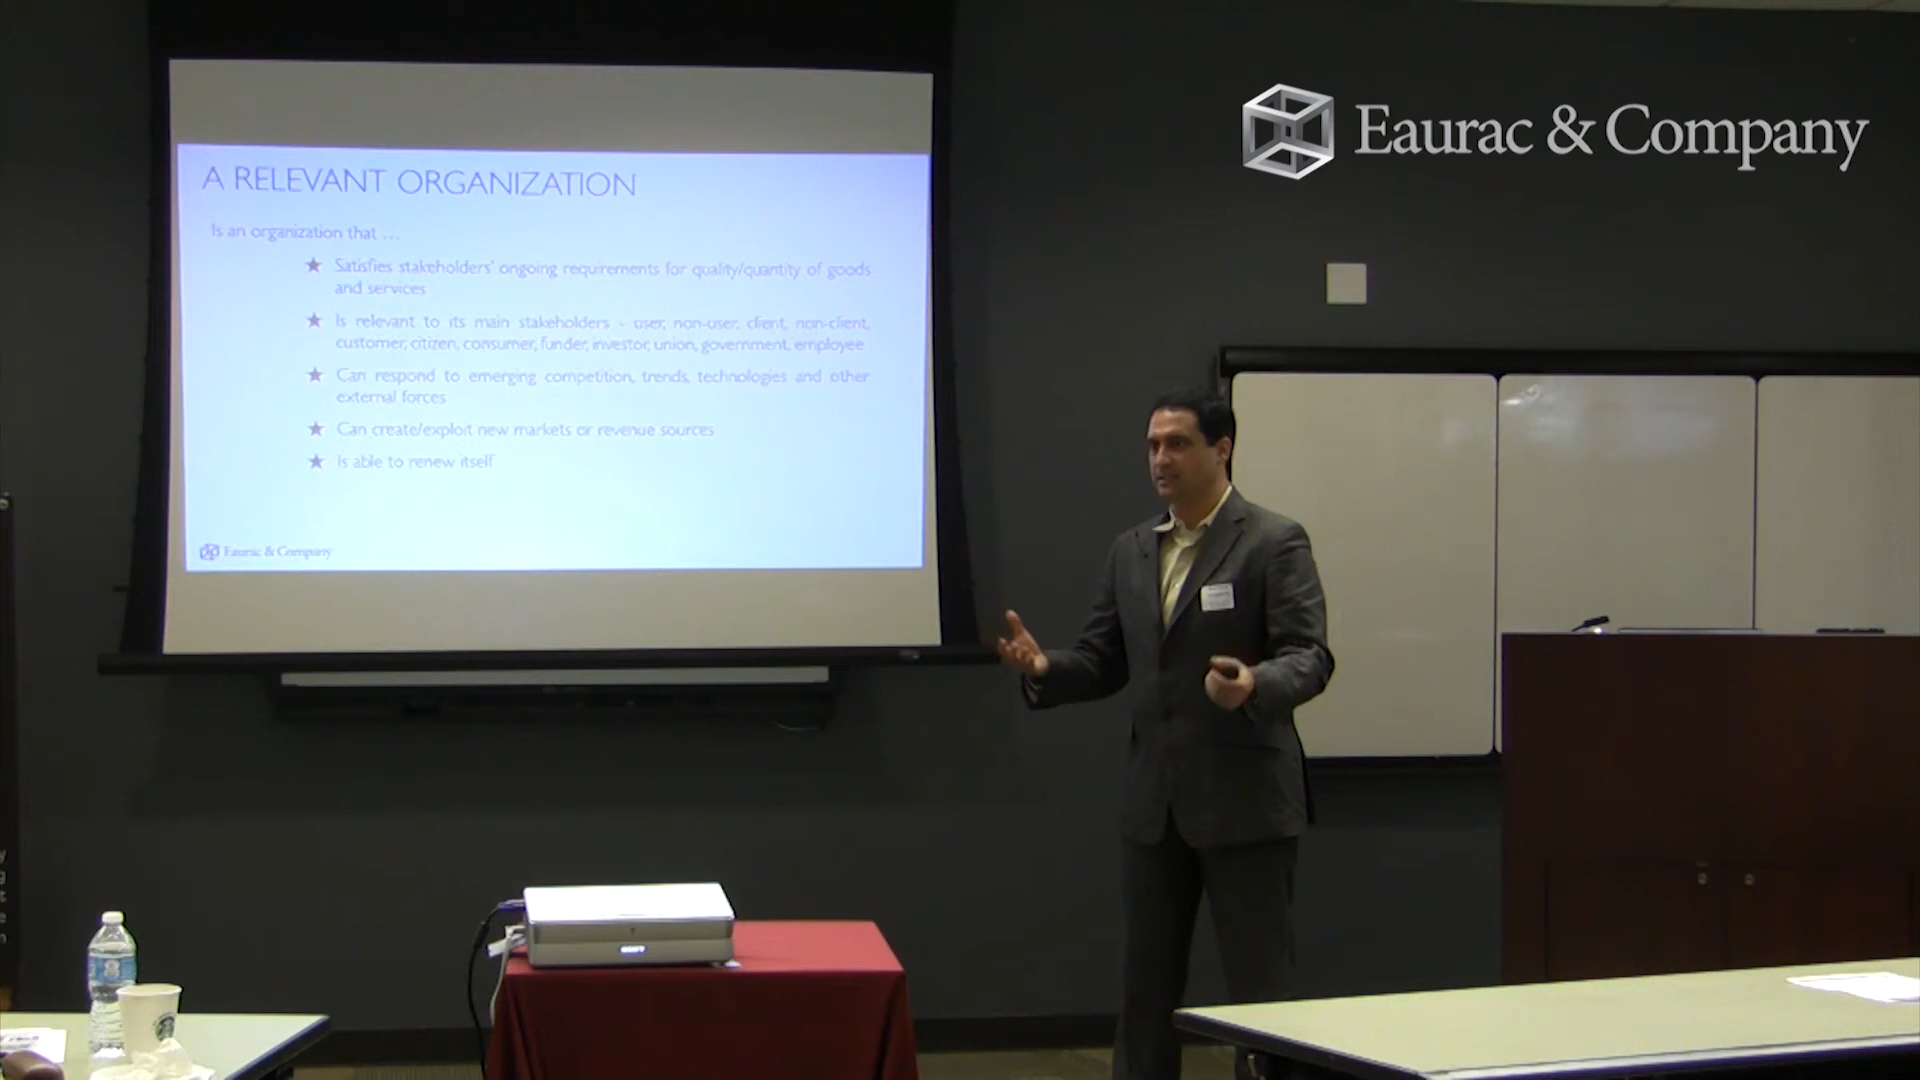 Eaurac & Company
A RELEVANT ORGANIZATION
Is an organization that ...
★ Satisfies stakeholders' ongoing requirements for quality/quantity of goods
and services
★ Is relevant to its main stakeholders - user, non-user, client, non-client,
customer, citizen, consumer, funder, investor, union, government, employee
★ Can respond to emerging competition, trends, technologies and other
external forces
★ Can create/exploit new markets or revenue sources
★ Is able to renew itself
Eaurac & Company